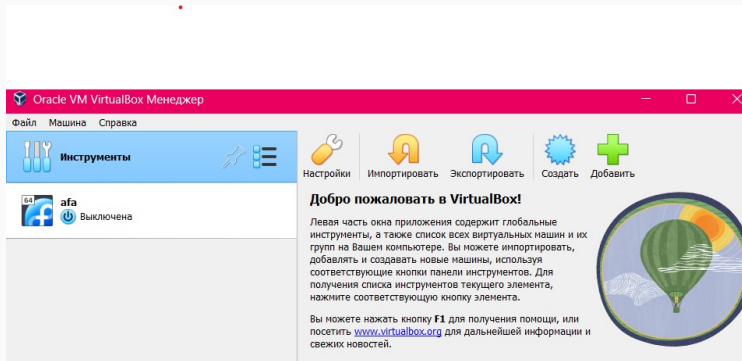 Oracle VM VirtualBox Менеджер
Файл Машина Справка
Инструменты
Настройки Импортировать Экспортировать Создать Добавить
64
afa
Выключена
Добро пожаловать в VirtualBox!
Левая часть окна приложения содержит глобальные
инструменты, а также список всех виртуальных машин и их
групп на Вашем компьютере. Вы можете импортировать,
добавлять и создавать новые машины, используя
соответствующие кнопки панели инструментов. Для
получения списка инструментов текущего элемента,
нажмите соответствующую кнопку элемента.
Вы можете нажать кнопку F1 для получения помощи, или
посетить www.virtualbox.org для дальнейшей информации и
свежих новостей.